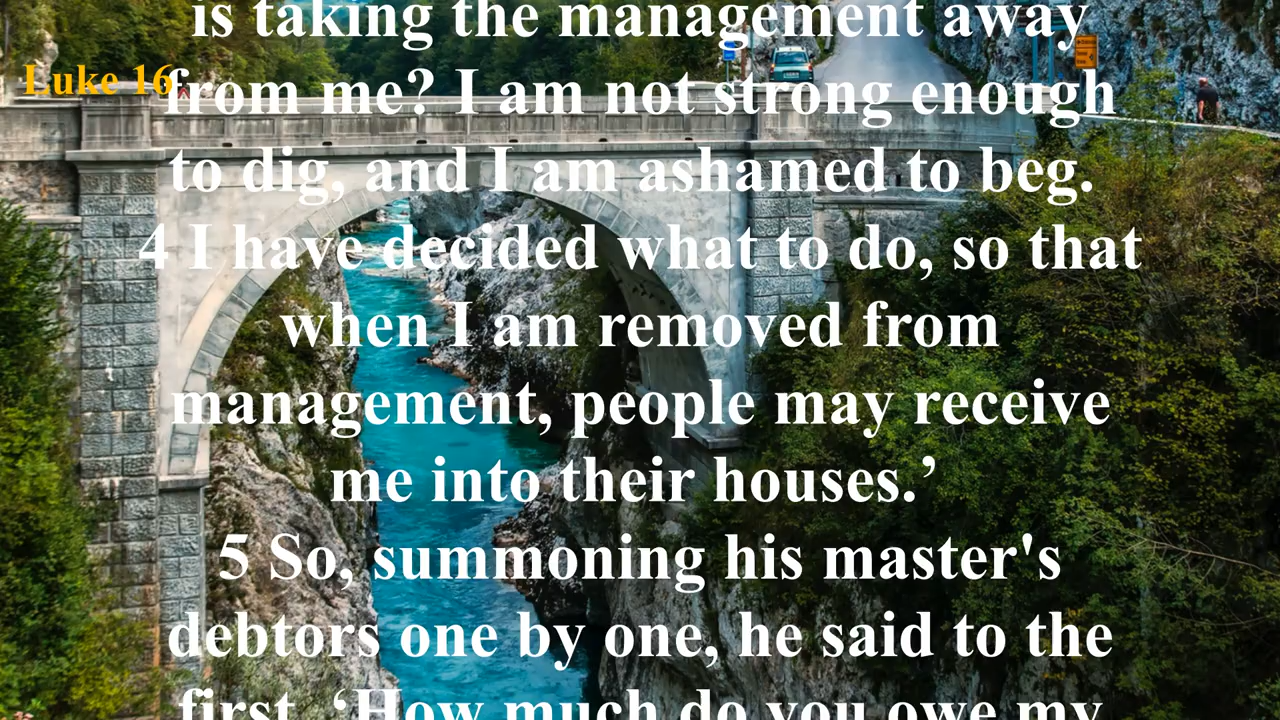 is taking the management away
Luke 16
from me? I am not strong enough
to dig, and I am ashamed to beg.
4 I have decided what to do, so that
when I am removed from
management, people may receive
me into their houses.’
5 So, summoning his master's
debtors one by one, he said to the
first, ‘How much do you owe my